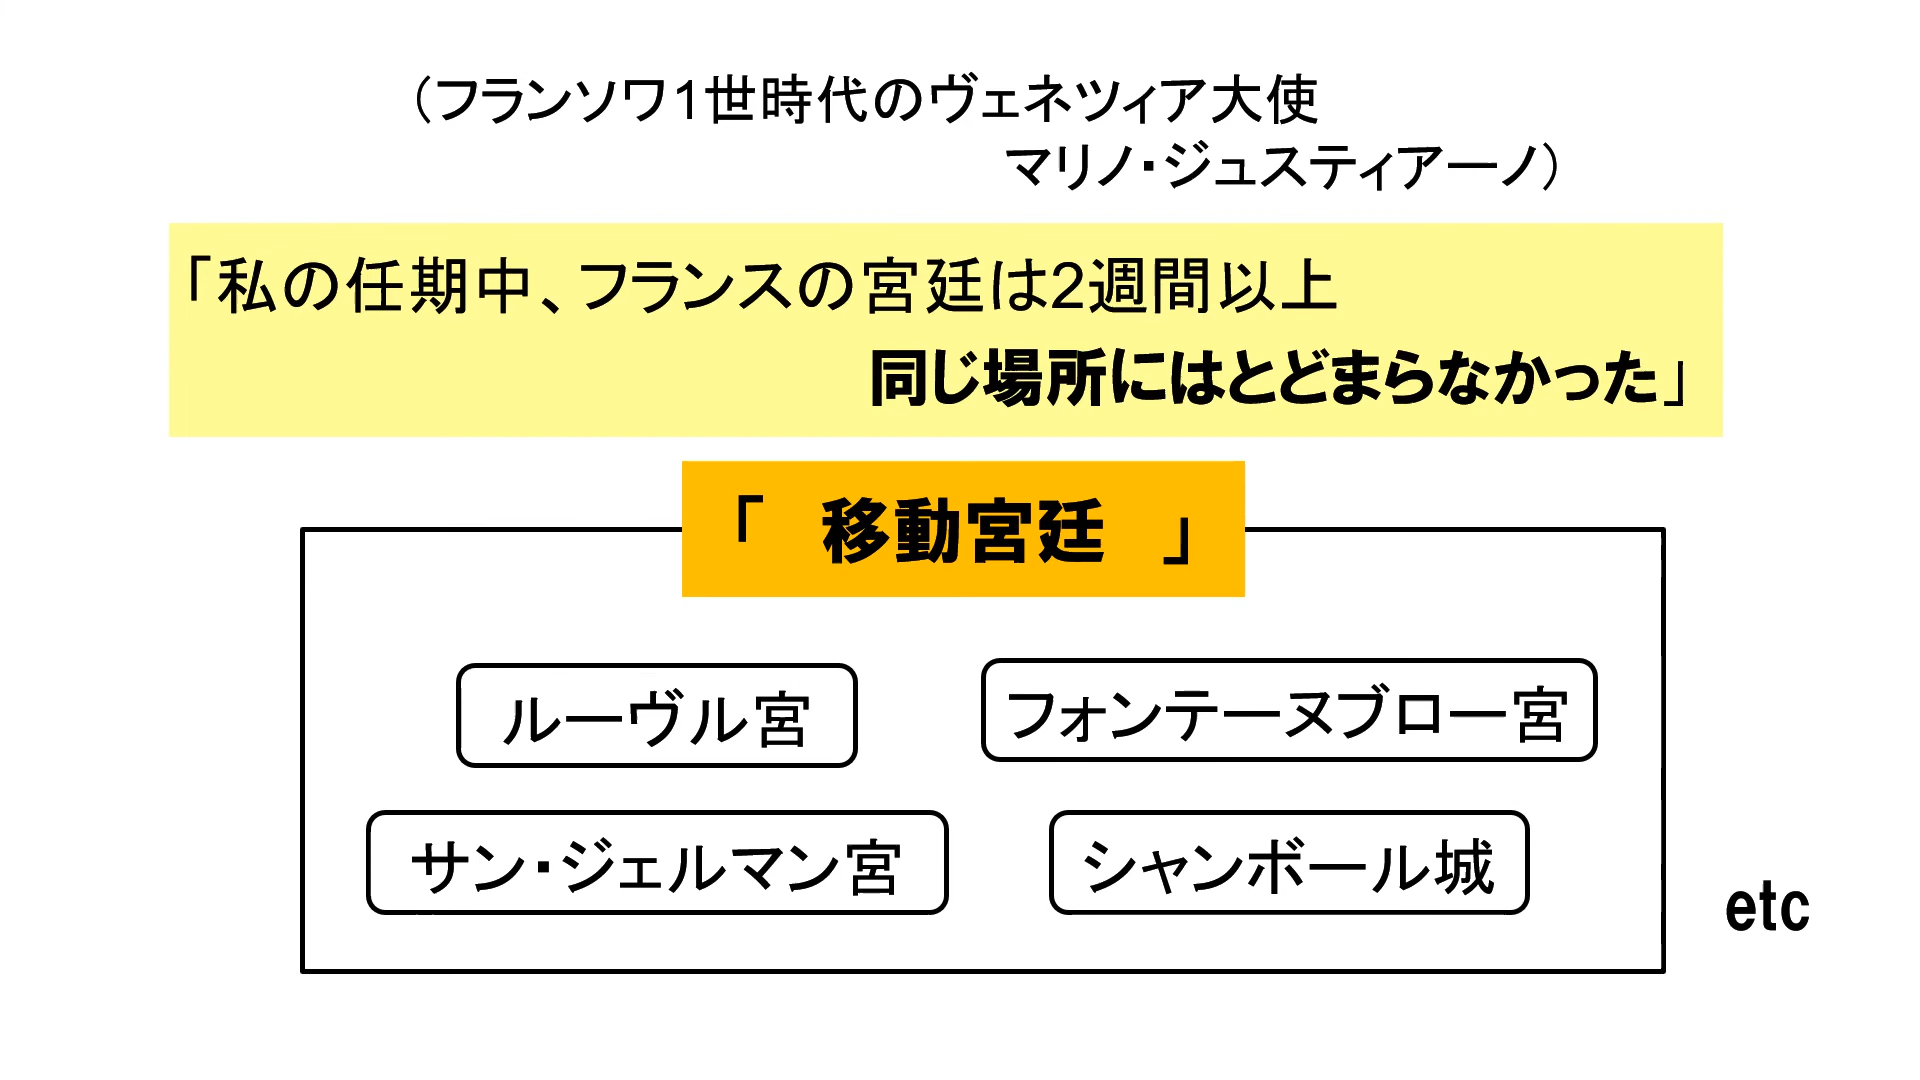 （フランソワ1世時代のヴェネツィア大使
マリノ・ジュスティアーノ）
「私の任期中、フランスの宮廷は2週間以上
同じ場所にはとどまらなかった」
「　移動宮廷　」
ルーヴル宮
フォンテーヌブロー宮
サン・ジェルマン宮
シャンボール城
etc